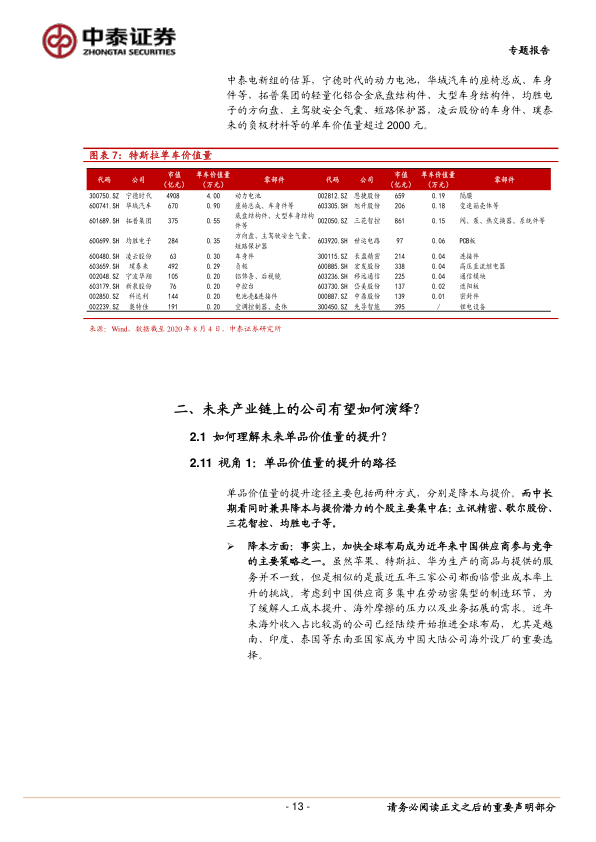 中泰证券
ZHONGTAI SECURITIES
专题报告
中泰电新组的估算，宁德时代的动力电池，华域汽车的座椅总成、车身
件等，拓普集团的轻量化铝合金底盘结构件、大型车身结构件，均胜电
子的方向盘、主驾驶安全气囊、短路保护器，凌云股份的车身件、璞泰
来的负极材料等的单车价值量超过 2000 元。
图表 7：特斯拉单车价值量
代码 公司 市值（亿元） 单车价值量（万元） 零部件 代码 公司 市值（亿元） 单车价值量（万元） 零部件
300750.SZ 宁德时代 4908 4.00 动力电池 002812.SZ 恩捷股份 659 0.19 隔膜
600741.SH 华域汽车 670 0.90 座椅总成、车身件等 603305.SH 旭升股份 206 0.18 变速箱壳体等
601689.SH 拓普集团 375 0.55 底盘结构件、大型车身结构件等 002050.SZ 三花智控 861 0.15 阀、泵、热交换器、系统件等
600699.SH 均胜电子 284 0.35 方向盘、主驾驶安全气囊、短路保护器 603920.SH 世运电路 97 0.06 PCB板
600480.SH 凌云股份 63 0.30 车身件 300115.SZ 长盈精密 214 0.04 连接件
603659.SH 璞泰来 492 0.29 负极 600885.SH 宏发股份 338 0.04 高压直流继电器
002048.SZ 宁波华翔 105 0.20 铝饰条、后视镜 603236.SH 移远通信 225 0.04 通信模块
603179.SH 新泉股份 76 0.20 中控台 603730.SH 岱美股份 137 0.02 遮阳板
002850.SZ 科达利 144 0.20 电池壳&连接件 000887.SZ 中鼎股份 139 0.01 密封件
002239.SZ 奥特佳 191 0.20 空调控制器、壳体 300450.SZ 先导智能 395 / 锂电设备
来源：Wind，数据截至 2020 年 8 月 4 日，中泰证券研究所
二、未来产业链上的公司有望如何演绎？
2.1 如何理解未来单品价值量的提升？
2.11 视角 1：单品价值量的提升的路径
单品价值量的提升途径主要包括两种方式，分别是降本与提价。而中长
期看同时兼具降本与提价潜力的个股主要集中在：立讯精密、歌尔股份、
三花智控、均胜电子等。
➢ 降本方面：事实上，加快全球布局成为近年来中国供应商参与竞争
的主要策略之一。虽然苹果、特斯拉、华为生产的商品与提供的服
务并不一致，但是相似的是最近五年三家公司都面临营业成本率上
升的挑战。考虑到中国供应商多集中在劳动密集型的制造环节，为
了缓解人工成本提升、海外摩擦的压力以及业务拓展的需求。近年
来海外收入占比较高的公司已经陆续开始推进全球布局，尤其是越
南、印度、泰国等东南亚国家成为中国大陆公司海外设厂的重要选
择。
- 13 -
请务必阅读正文之后的重要声明部分